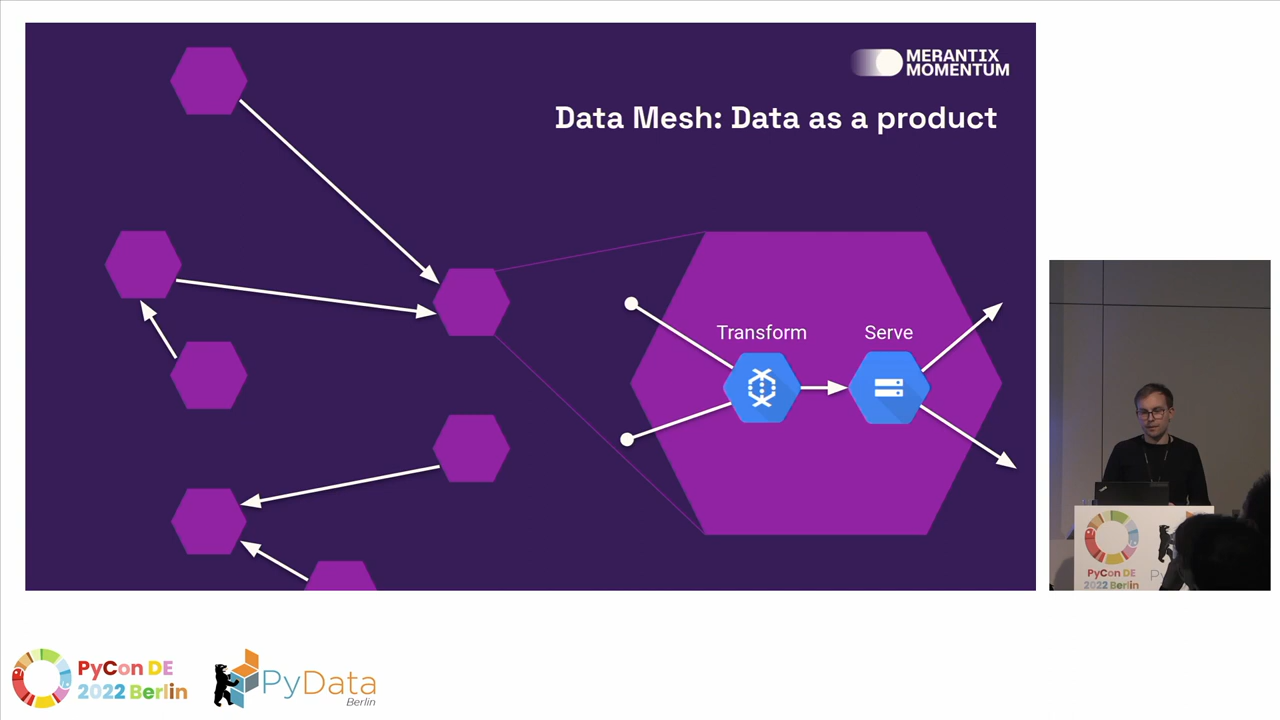 MERANTIX
MOMENTUM
Data Mesh: Data as a product
Transform
Serve
PyCon DE
2022 Berlin
PyCon DE
2022 Berlin
PyData
Berlin